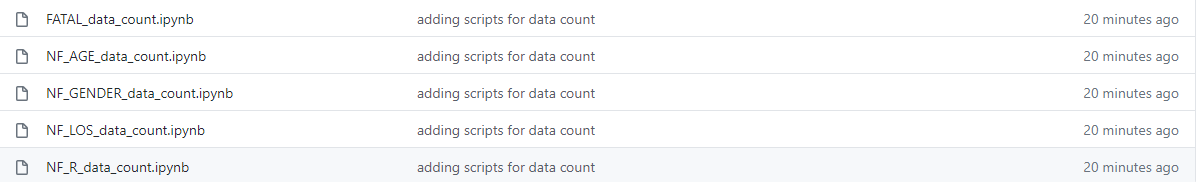 FATAL_data_count.ipynb adding scripts for data count 20 minutes ago
NF_AGE_data_count.ipynb adding scripts for data count 20 minutes ago
NF_GENDER_data_count.ipynb adding scripts for data count 20 minutes ago
NF_LOS_data_count.ipynb adding scripts for data count 20 minutes ago
NF_R_data_count.ipynb adding scripts for data count 20 minutes ago